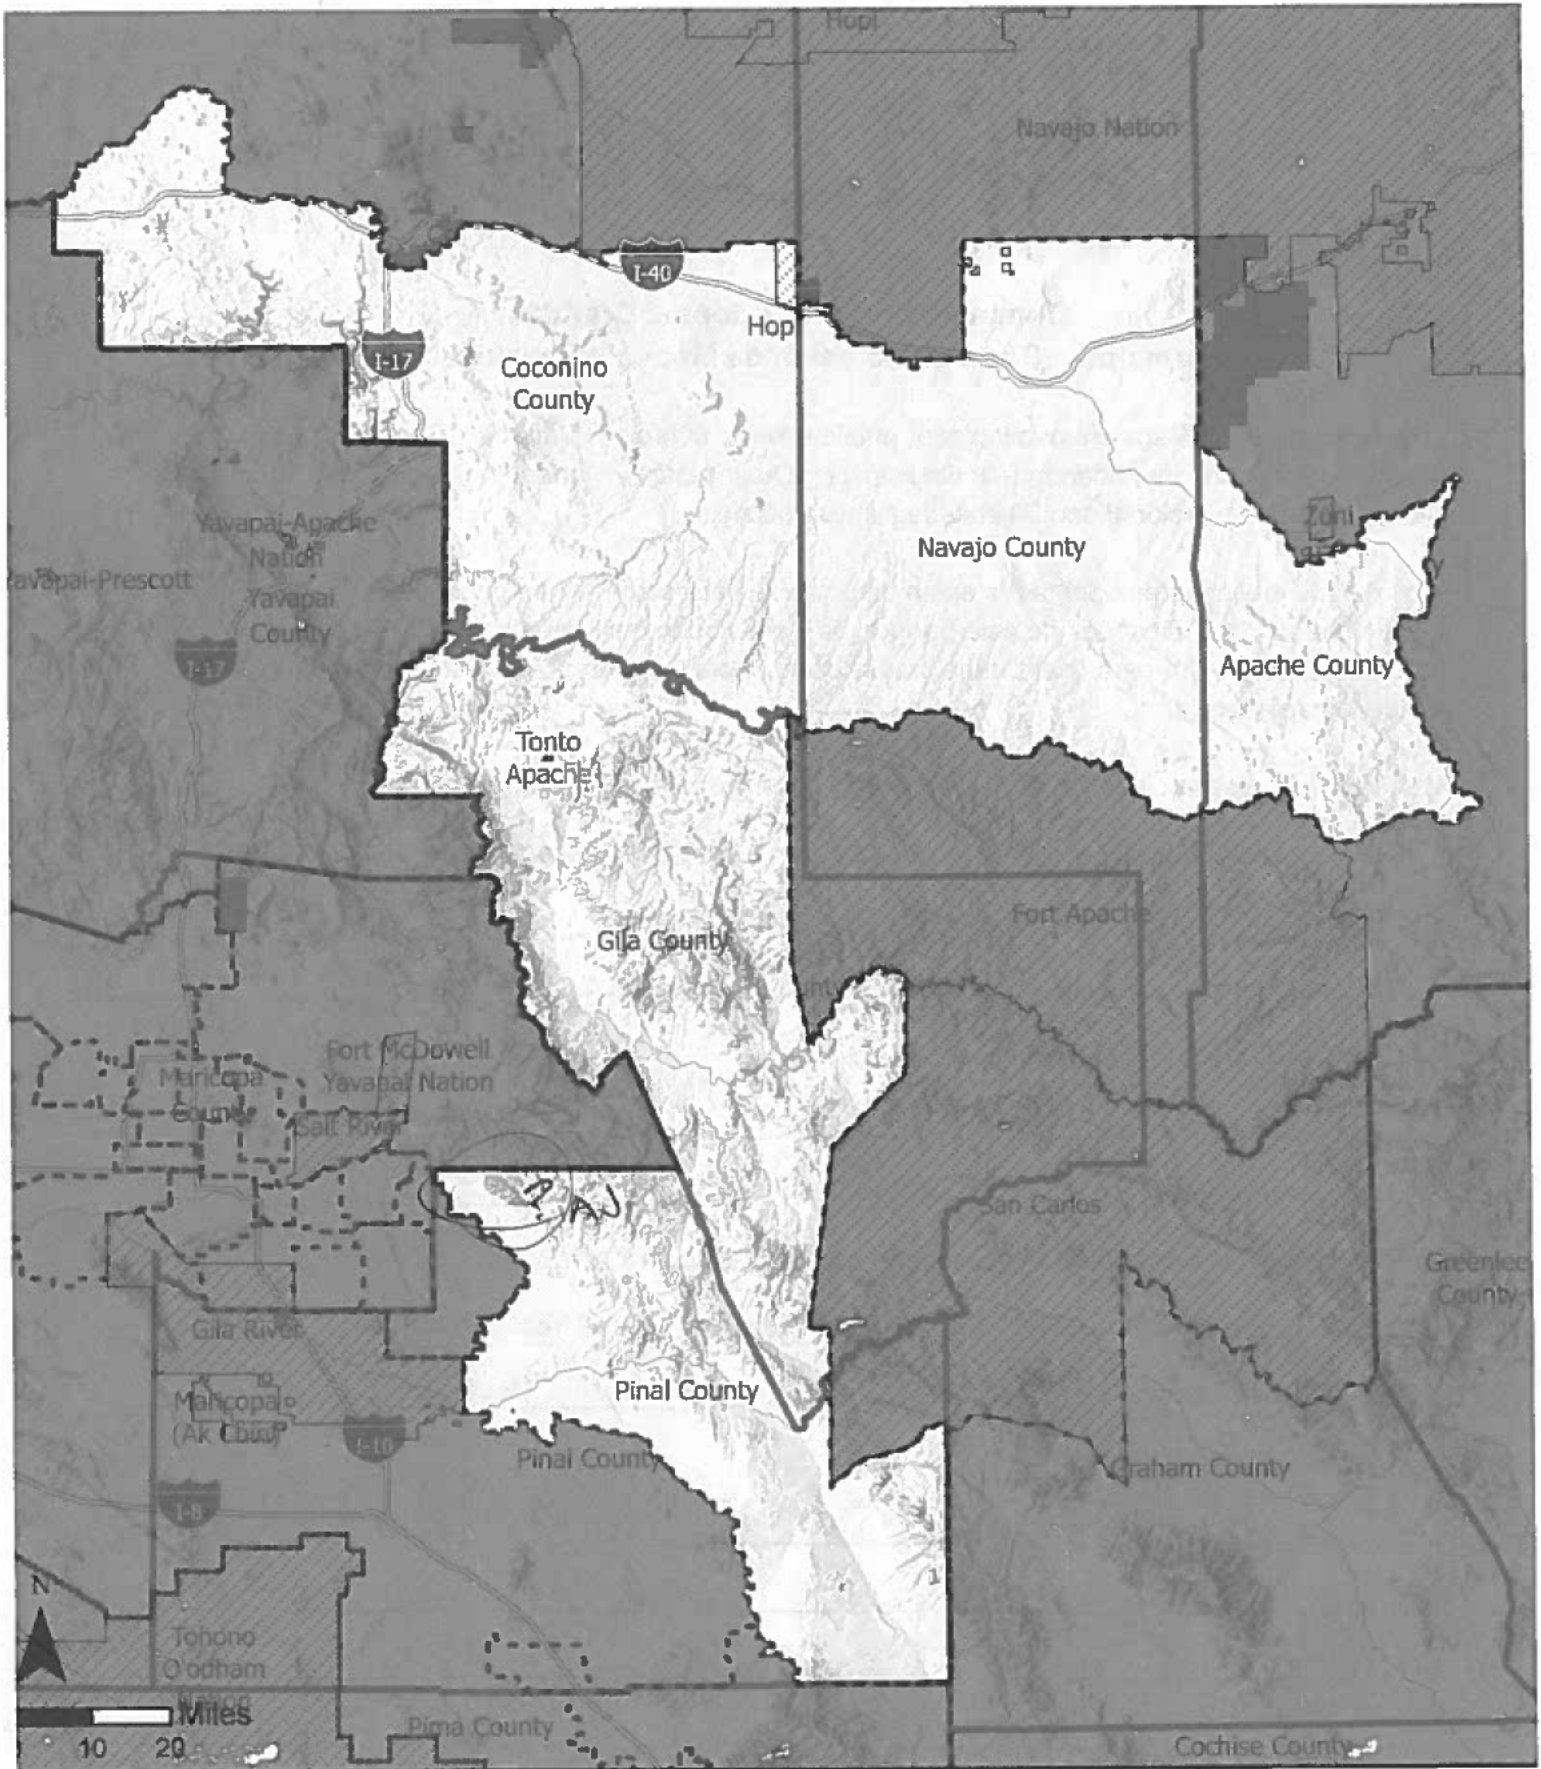 Hopi
Navajo Nation
I-40
Hop
I-17
Coconino
County
Yavapai-Apache
Nation
Yavapai-Prescott
Yavapai
County
I-17
Navajo County
Zuni
Apache County
Tonto
Apache
Fort Apache
Gila County
Fort McDowell
Yavapai Nation
Maricopa
County
Salt River
San Carlos
Greenlee
County
Gila River
Pinal County
Maricopa
(Ak Chin)
I-10
Pinal County
Graham County
I-8
N
Tohono
O'odham
Nation
Miles
10 20
Pima County
Cochise County